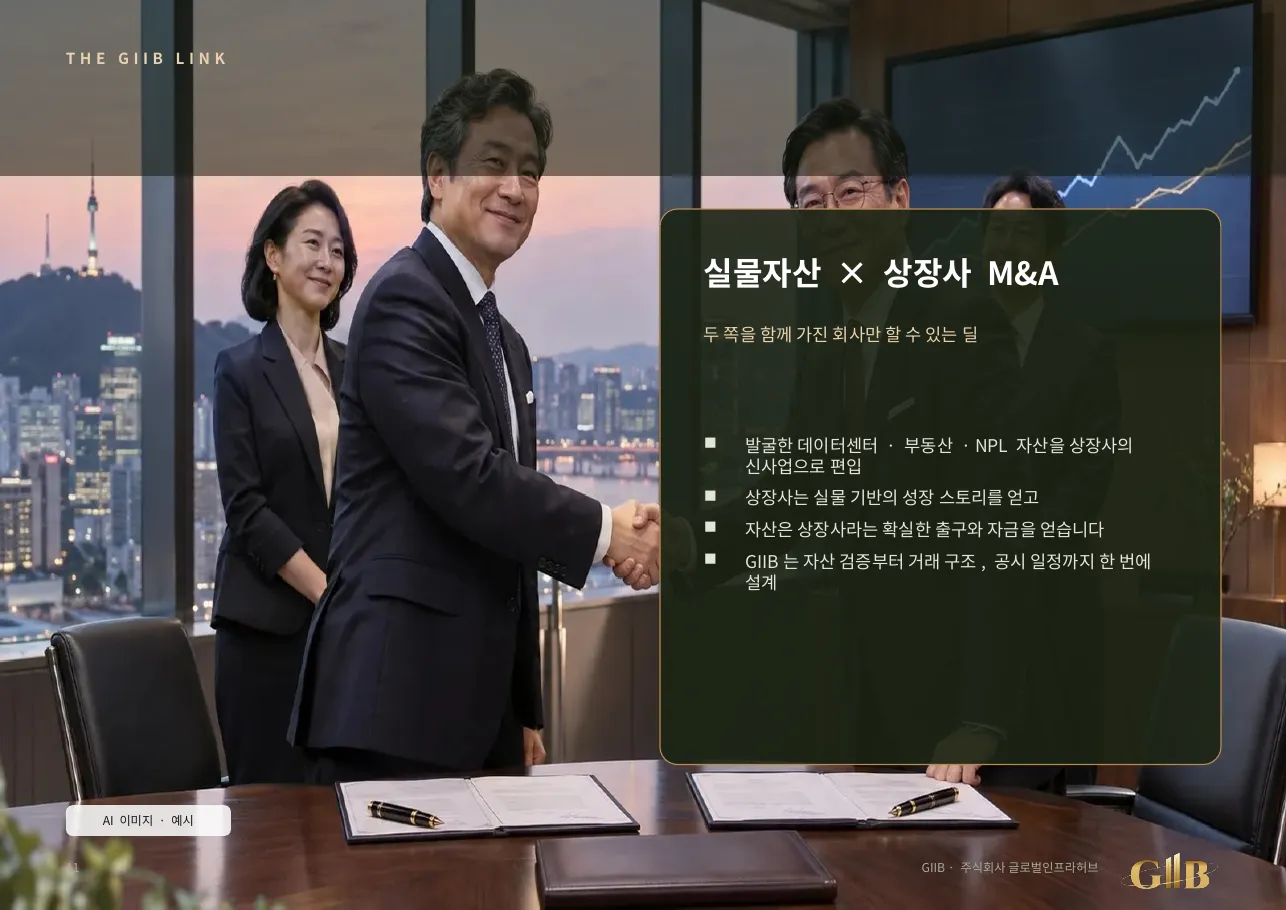 THE GIIB LINK
실물자산 × 상장사 M&A
두 쪽을 함께 가진 회사만 할 수 있는 딜
■ 발굴한 데이터센터 · 부동산 · NPL 자산을 상장사의
신사업으로 편입
■ 상장사는 실물 기반의 성장 스토리를 얻고
■ 자산은 상장사라는 확실한 출구와 자금을 얻습니다
■ GIIB 는 자산 검증부터 거래 구조 , 공시 일정까지 한 번에
설계
AI 이미지 · 예시
GIIB · 주식회사 글로벌인프라허브
GIIB